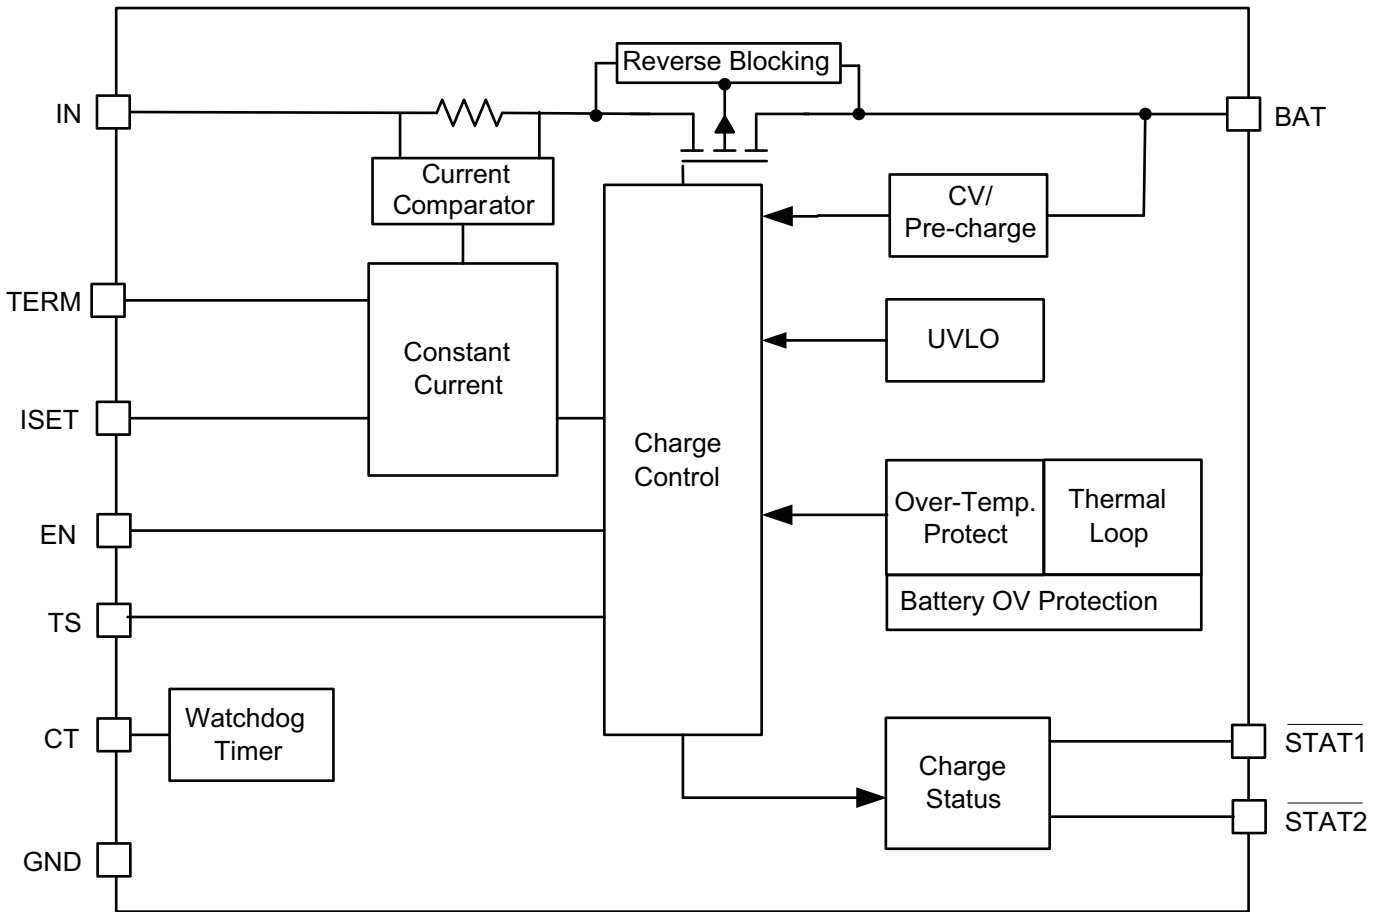 Reverse Blocking
IN
BAT
Current
Comparator
CV/
Pre-charge
TERM
Constant
Current
UVLO
ISET
Charge
Control
Over-Temp.
Protect
Thermal
Loop
EN
Battery OV Protection
TS
CT
Watchdog
Timer
Charge
Status
STAT1
STAT2
GND